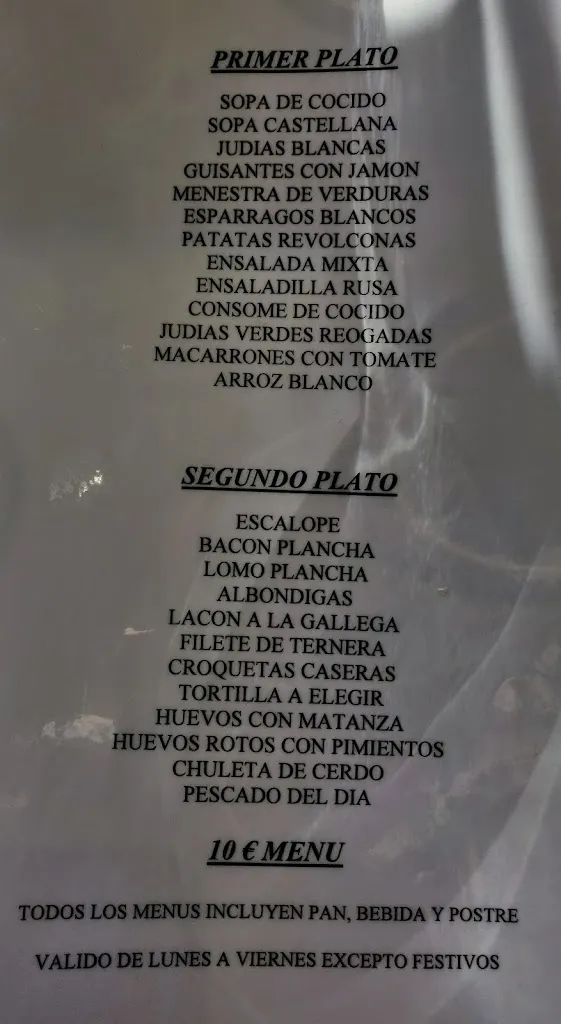 PRIMER PLATO
SOPA DE COCIDO
SOPA CASTELLANA
JUDIAS BLANCAS
GUISANTES CON JAMON
MENESTRA DE VERDURAS
ESPARRAGOS BLANCOS
PATATAS REVOLCONAS
ENSALADA MIXTA
ENSALADILLA RUSA
CONSOME DE COCIDO
JUDIAS VERDES REOGADAS
MACARRONES CON TOMATE
ARROZ BLANCO
SEGUNDO PLATO
ESCALOPE
BACON PLANCHA
LOMO PLANCHA
ALBONDIGAS
LACON A LA GALLEGA
FILETE DE TERNERA
CROQUETAS CASERAS
TORTILLA A ELEGIR
HUEVOS CON MATANZA
HUEVOS ROTOS CON PIMIENTOS
CHULETA DE CERDO
PESCADO DEL DIA
10 € MENU
TODOS LOS MENUS INCLUYEN PAN, BEBIDA Y POSTRE
VALIDO DE LUNES A VIERNES EXCEPTO FESTIVOS